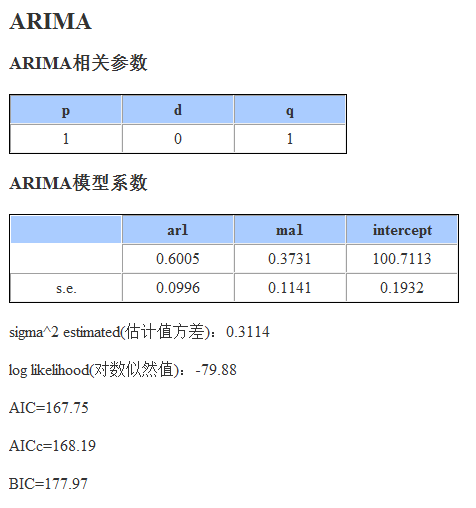 ARIMA
ARIMA相关参数
p d q
1 0 1
ARIMA模型系数
ar1 ma1 intercept
0.6005 0.3731 100.7113
s.e. 0.0996 0.1141 0.1932
sigma^2 estimated(估计值方差)：0.3114
log likelihood(对数似然值)：-79.88
AIC=167.75
AICc=168.19
BIC=177.97